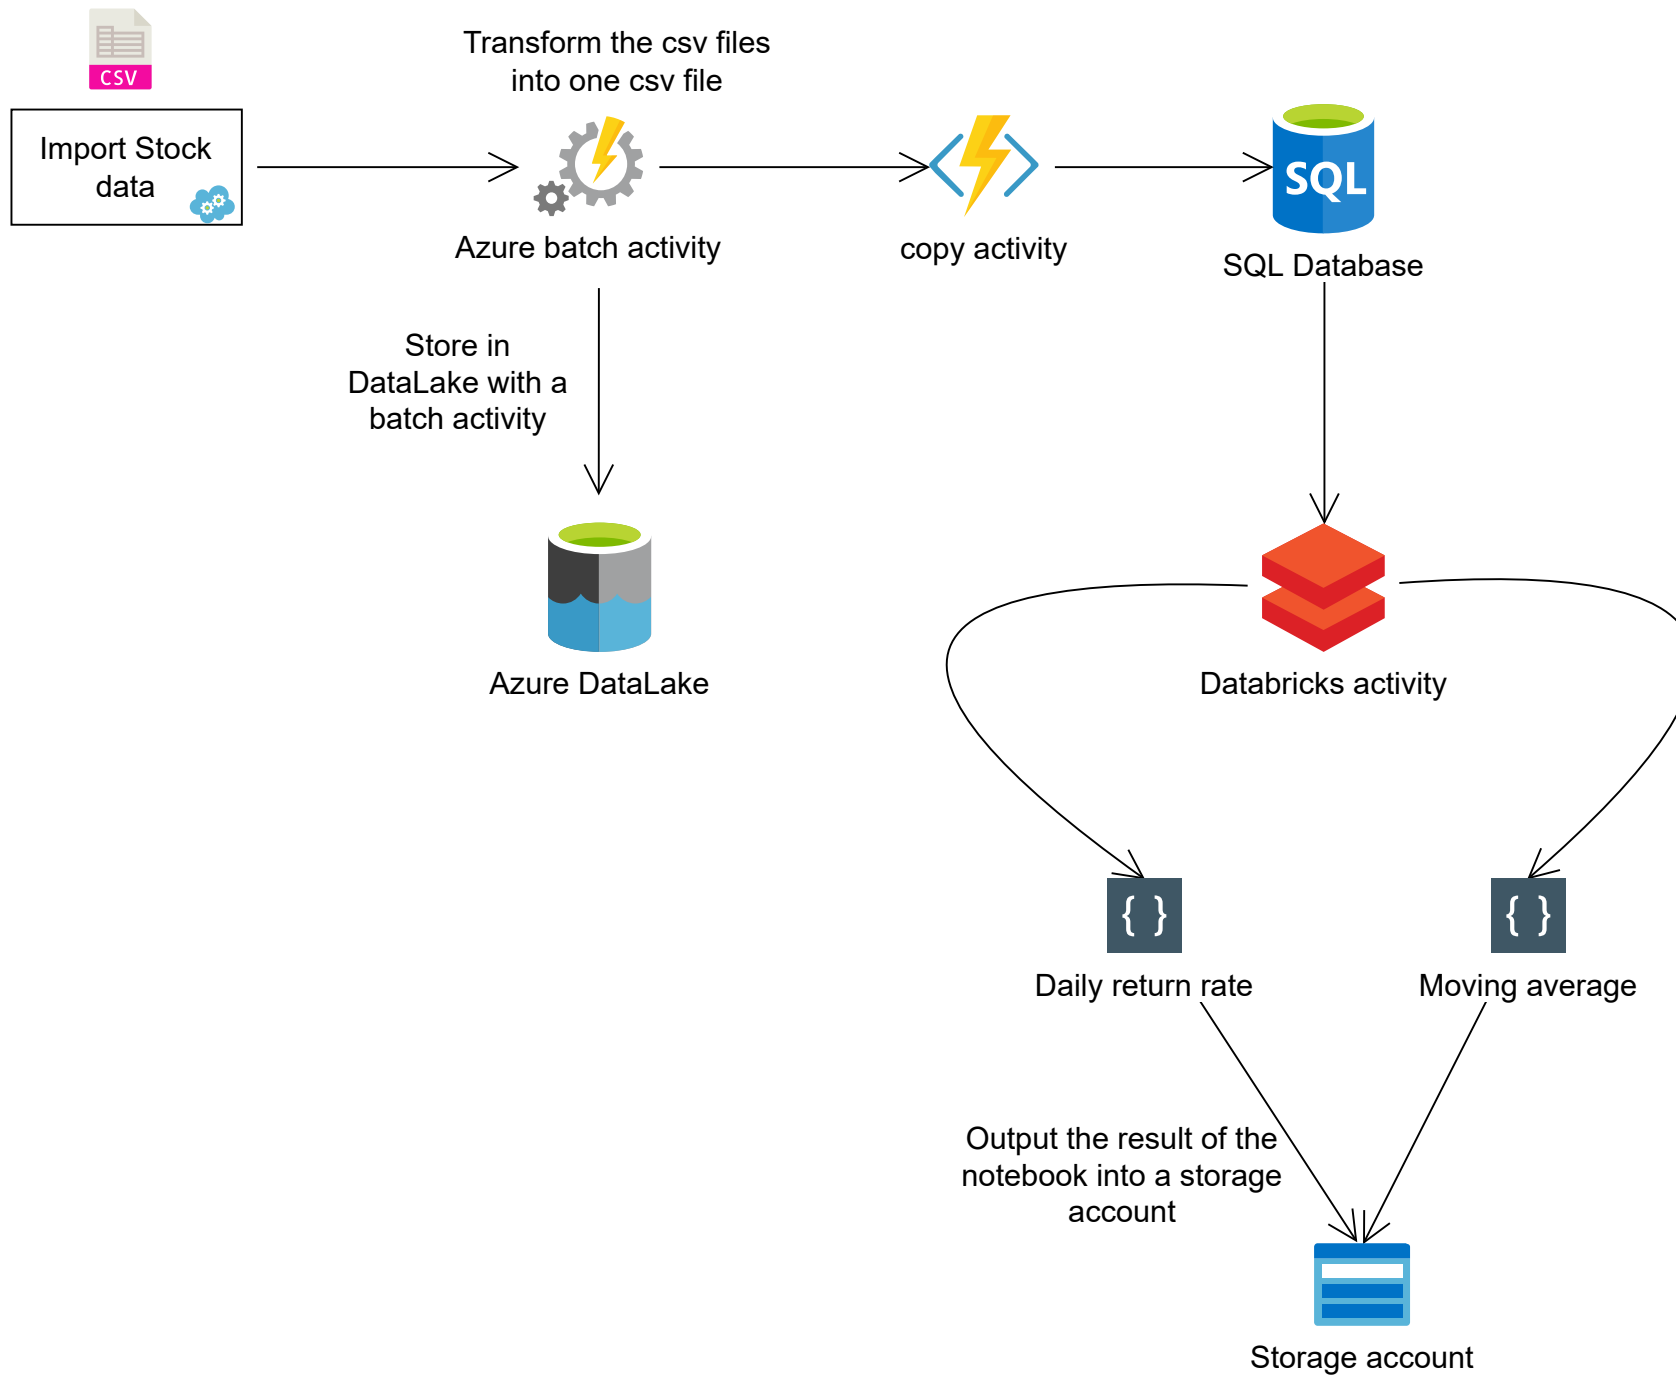 CSV
Import Stock
data
Transform the csv files
into one csv file
Azure batch activity
copy activity
SQL
SQL Database
Store in
DataLake with a
batch activity
Azure DataLake
Databricks activity
{ }
Daily return rate
{ }
Moving average
Output the result of the
notebook into a storage
account
Storage account